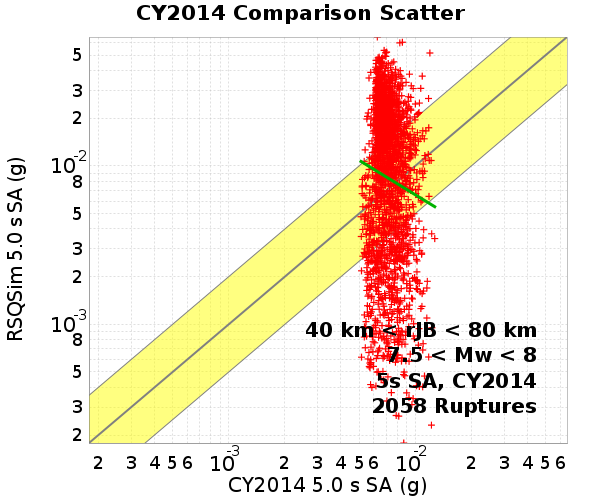 CY2014 Comparison Scatter
RSQSim 5.0 s SA (g)
5
3
2
10-2
8
5
3
2
10-3
8
5
3
2
40 km < rJB < 80 km
7.5 < Mw < 8
5s SA, CY2014
2058 Ruptures
2 3 4 5 6 10-3 2 3 4 5 6 10-2 2 3 4 5 6
CY2014 5.0 s SA (g)